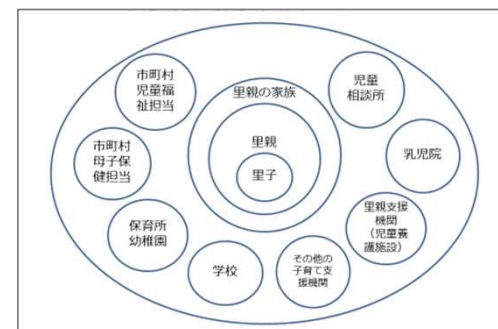 市町村
児童福
祉担当
里親の家族
児童
相談所
里親
里子
市町村
母子保
健担当
乳児院
保育所
幼稚園
里親支援
機関
（児童養
護施設）
学校
その他の
子育て支
援機関